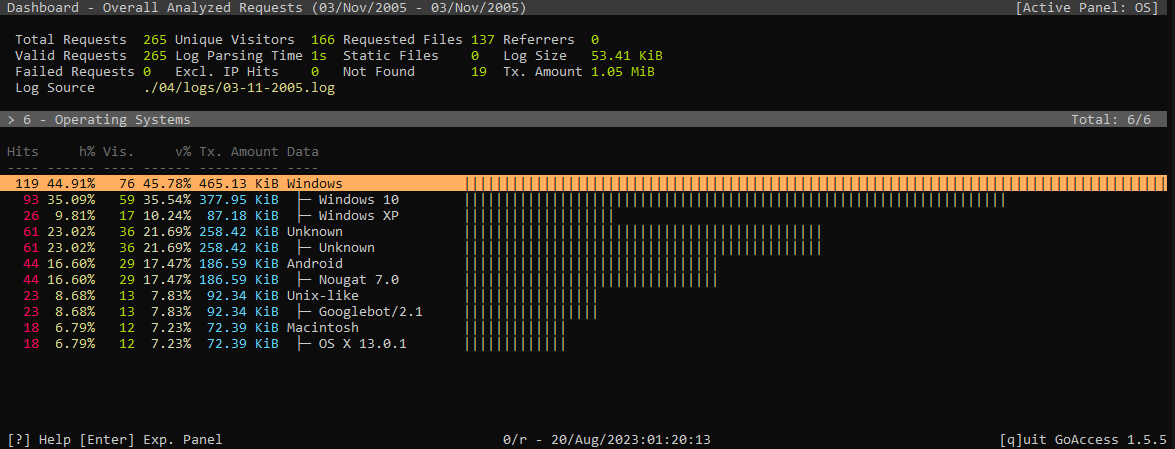 Dashboard - Overall Analyzed Requests (03/Nov/2005 - 03/Nov/2005) [Active Panel: OS]
Total Requests 265 Unique Visitors 166 Requested Files 137 Referrers 0
Valid Requests 265 Log Parsing Time 1s Static Files 0 Log Size 53.41 KiB
Failed Requests 0 Excl. IP Hits 0 Not Found 19 Tx. Amount 1.05 MiB
Log Source ./04/logs/03-11-2005.log
> 6 - Operating Systems Total: 6/6
Hits h% Vis. v% Tx. Amount Data
---- ------ ---- ------ ---------- ----
119 44.91% 76 45.78% 465.13 KiB Windows
93 35.09% 59 35.54% 377.95 KiB ├─ Windows 10
26 9.81% 17 10.24% 87.18 KiB ├─ Windows XP
61 23.02% 36 21.69% 258.42 KiB Unknown
61 23.02% 36 21.69% 258.42 KiB ├─ Unknown
44 16.60% 29 17.47% 186.59 KiB Android
44 16.60% 29 17.47% 186.59 KiB ├─ Nougat 7.0
23 8.68% 13 7.83% 92.34 KiB Unix-like
23 8.68% 13 7.83% 92.34 KiB ├─ Googlebot/2.1
18 6.79% 12 7.23% 72.39 KiB Macintosh
18 6.79% 12 7.23% 72.39 KiB ├─ OS X 13.0.1
[?] Help [Enter] Exp. Panel 0/r - 20/Aug/2023:01:20:13 [q]uit GoAccess 1.5.5